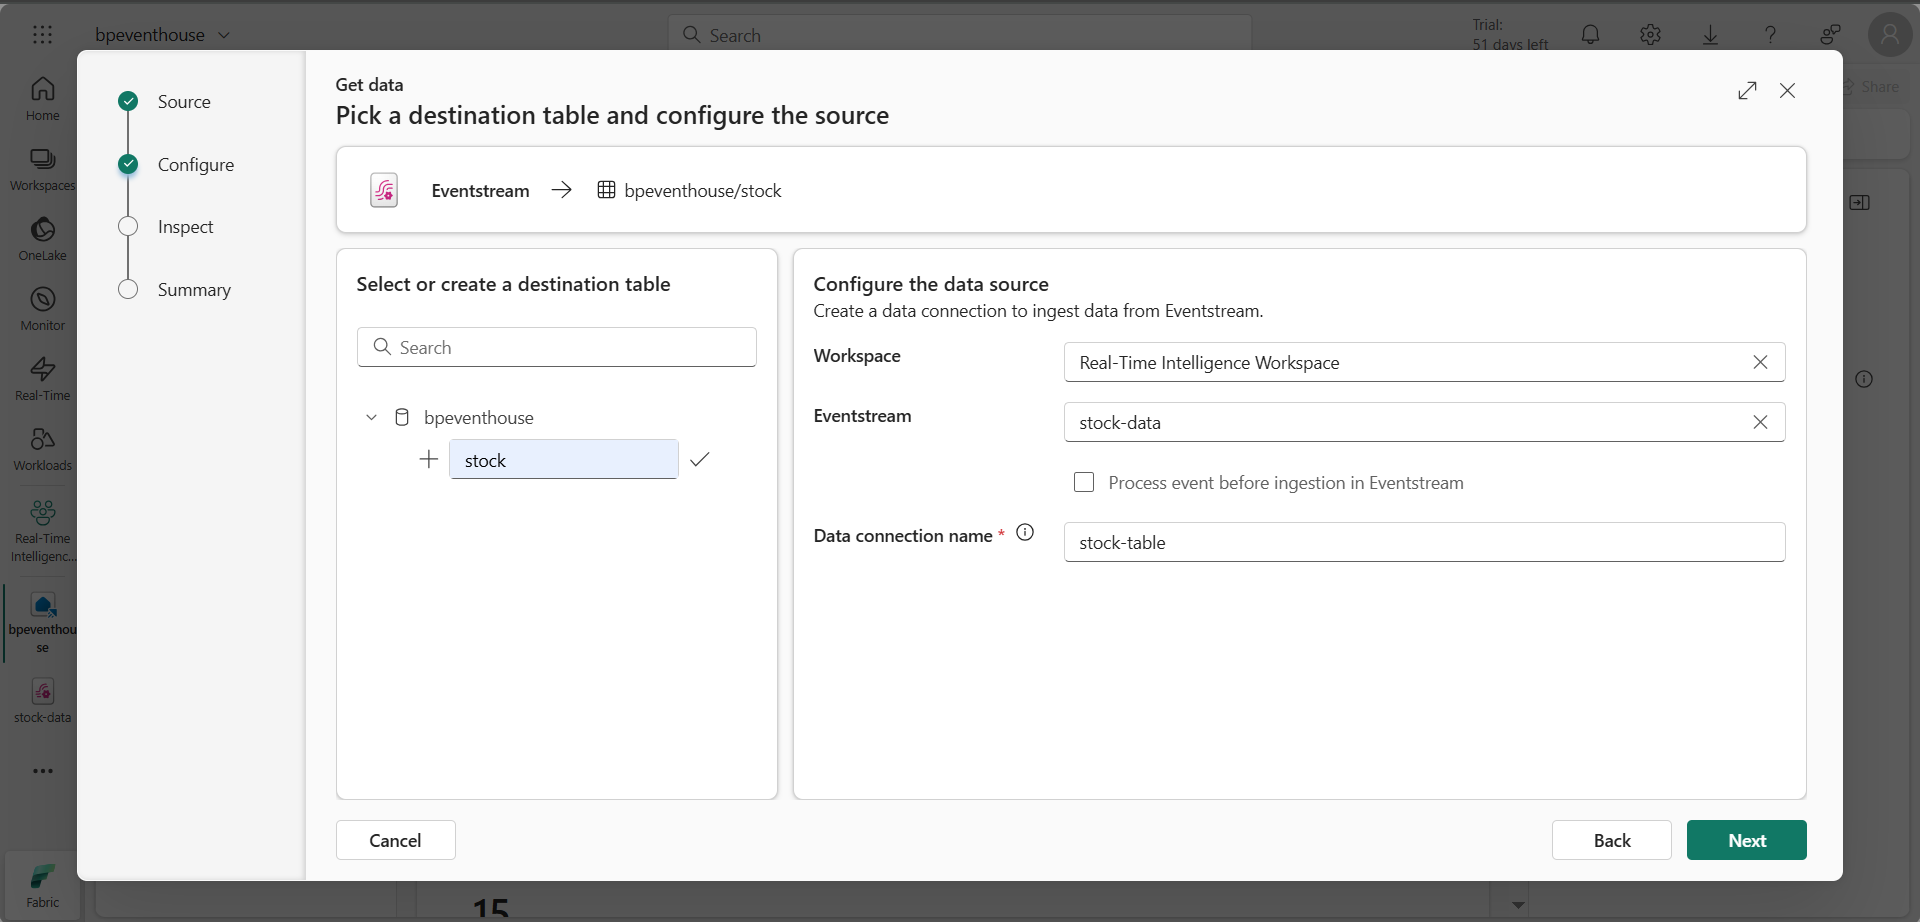 bpeventhouse
Search
Trial:
51 days left
Home
Workspaces
OneLake
Monitor
Real-Time
Workloads
Real-Time
Intelligenc...
bpeventhou
se
stock-data
Fabric
Source
Configure
Inspect
Summary
Get data
Pick a destination table and configure the source
Eventstream
bpeventhouse/stock
Select or create a destination table
Search
bpeventhouse
stock
Configure the data source
Create a data connection to ingest data from Eventstream.
Workspace
Real-Time Intelligence Workspace
Eventstream
stock-data
Process event before ingestion in Eventstream
Data connection name *
stock-table
Cancel
Back
Next
Share
15